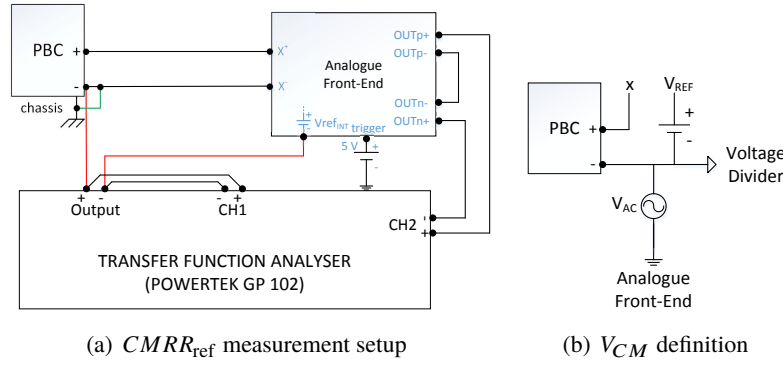 PBC
+
-
chassis
X+
X-
Analogue
Front-End
OUTp+
OUTp-
OUTn-
OUTn+
+
-
VrefINT
trigger
5 V
+
-
+
-
Output
-
+
CH1
CH2
-
+
TRANSFER FUNCTION ANALYSER
(POWERTEK GP 102)
(a) CMRRref measurement setup
PBC
+
-
x
VREF
+
-
Voltage
Divider
VAC
Analogue
Front-End
(b) VCM definition